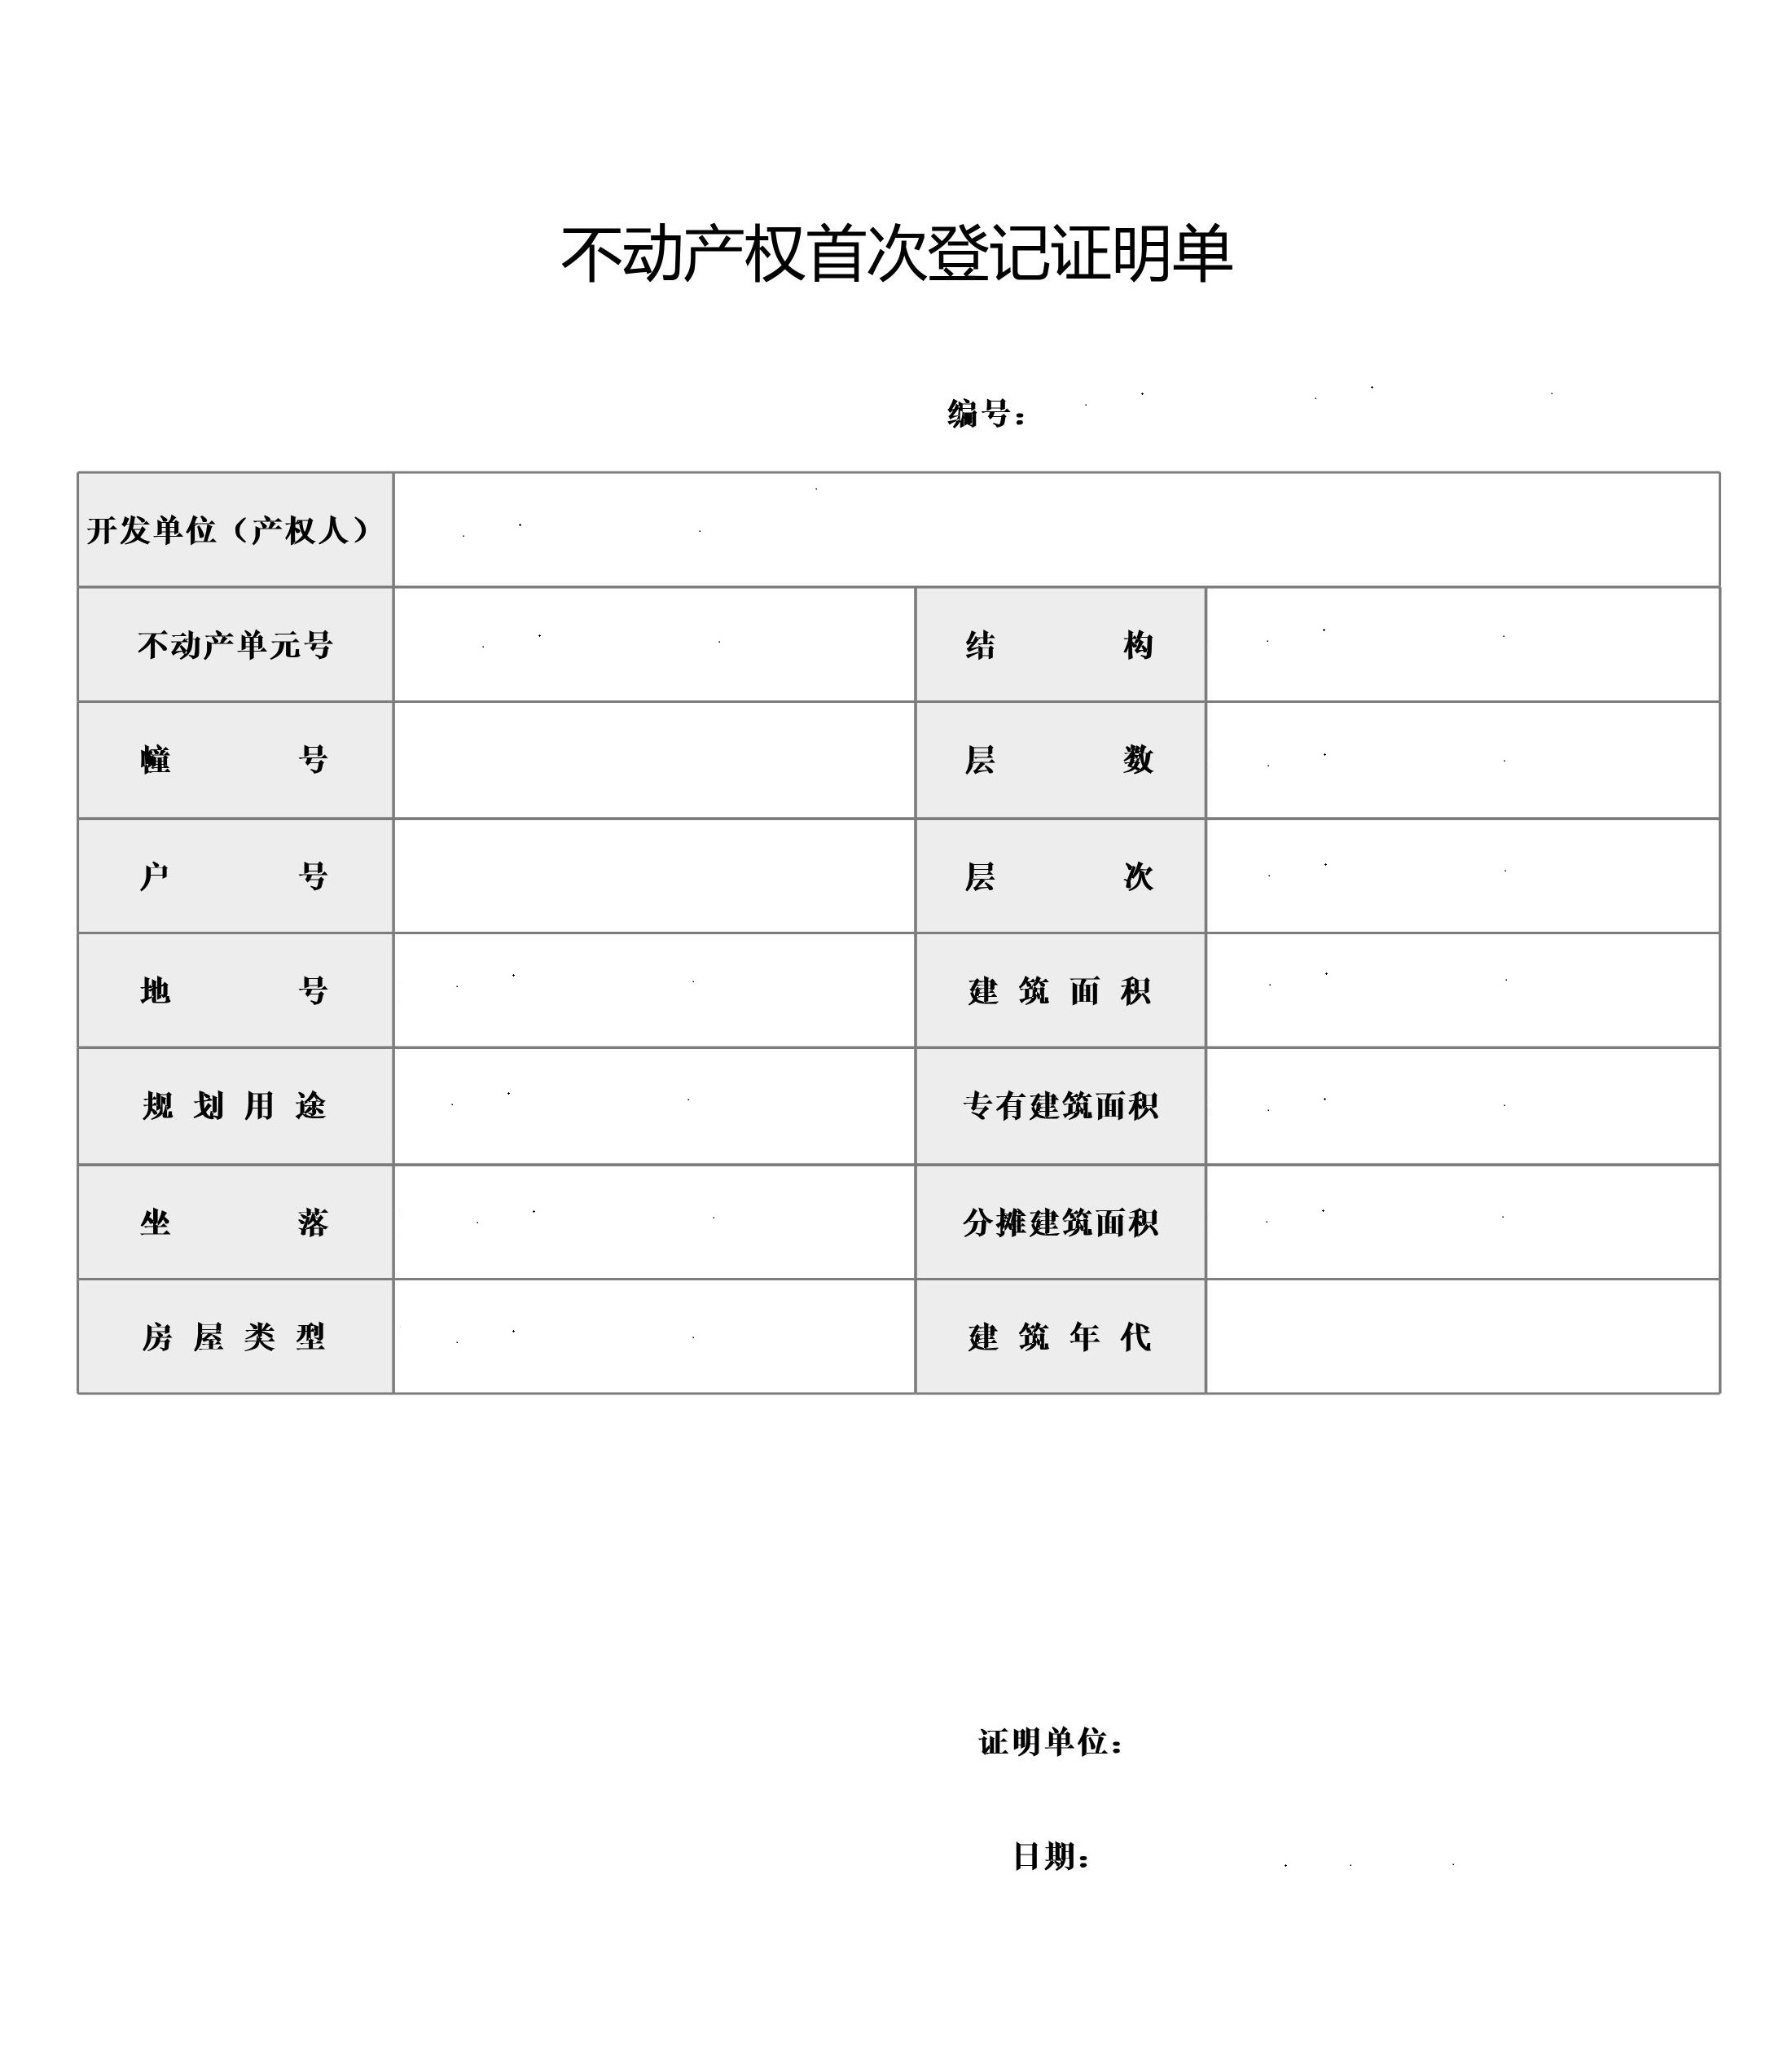 不动产权首次登记证明单
编号：
开发单位（产权人）
不动产单元号 结 构
幢 号 层 数
户 号 层 次
地 号 建 筑 面 积
规 划 用 途 专有建筑面积
坐 落 分摊建筑面积
房 屋 类 型 建 筑 年 代
证明单位：
日期：